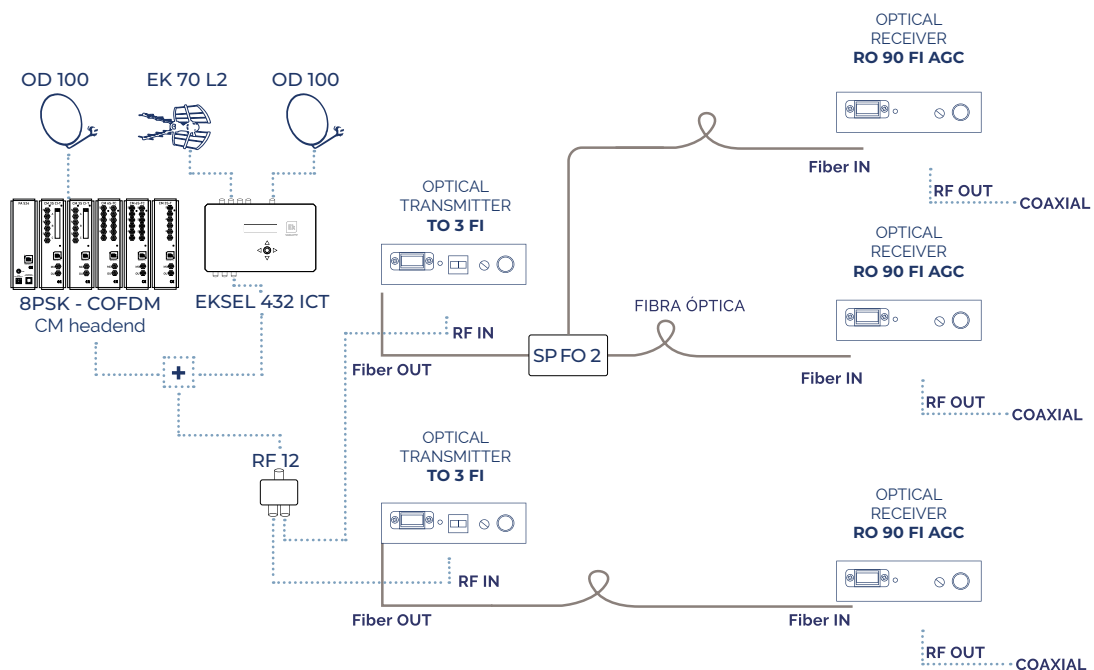 OD 100
EK 70 L2
OD 100
8PSK - COFDM
CM headend
EKSEL 432 ICT
+
RF 12
OPTICAL
TRANSMITTER
TO 3 FI
RF IN
Fiber OUT
SP FO 2
FIBRA ÓPTICA
OPTICAL
RECEIVER
RO 90 FI AGC
Fiber IN
RF OUT
COAXIAL
OPTICAL
RECEIVER
RO 90 FI AGC
Fiber IN
RF OUT
COAXIAL
OPTICAL
TRANSMITTER
TO 3 FI
RF IN
Fiber OUT
OPTICAL
RECEIVER
RO 90 FI AGC
Fiber IN
RF OUT
COAXIAL